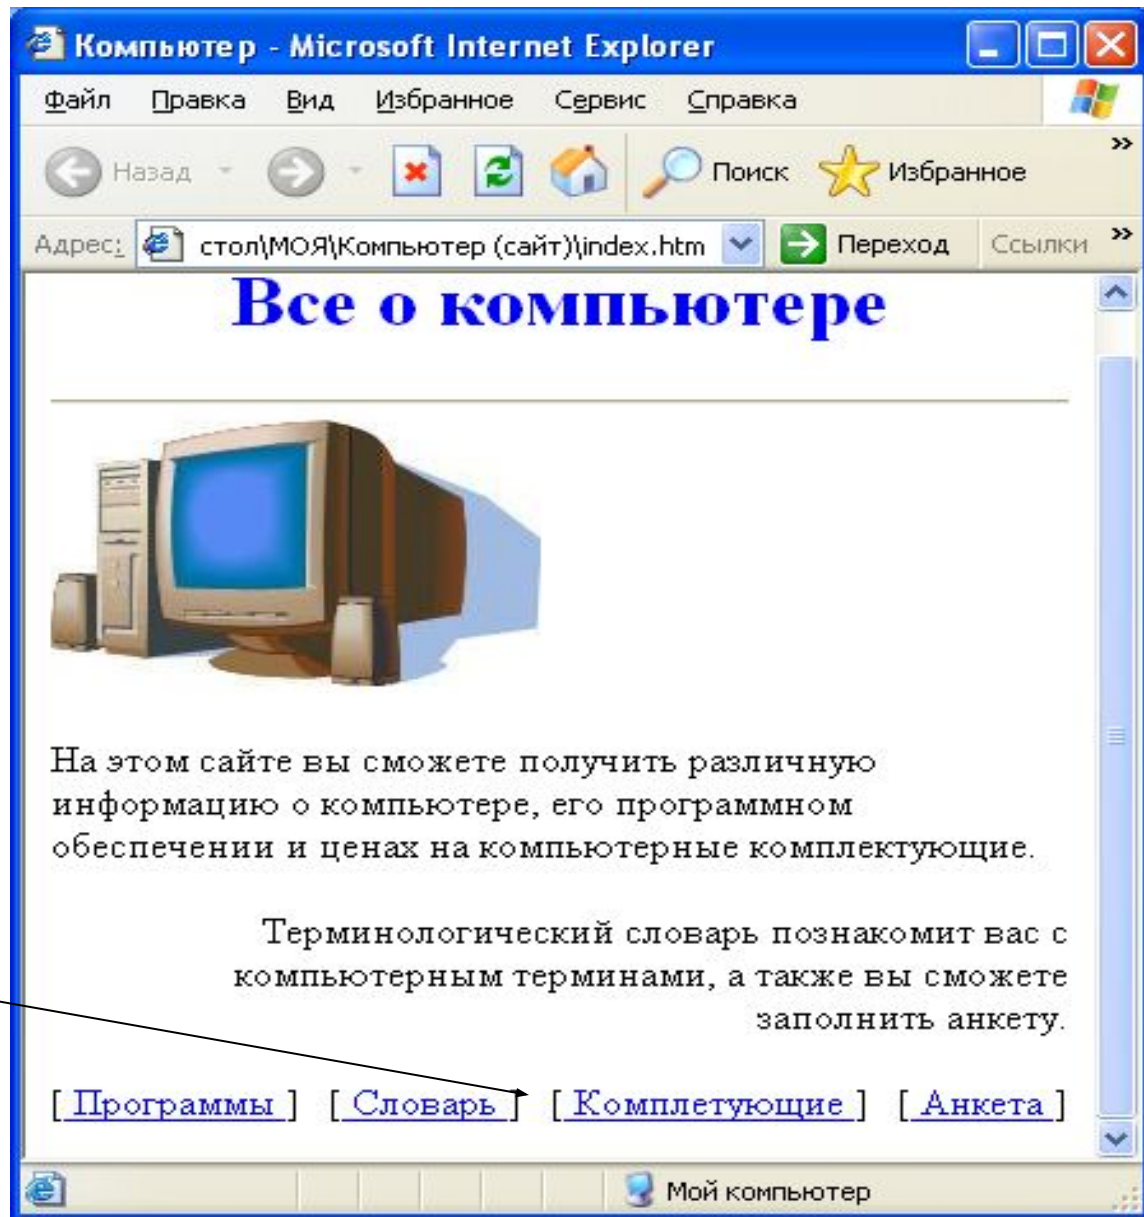 Компьютер - Microsoft Internet Explorer
Файл Правка Вид Избранное Сервис Справка
Назад Поиск Избранное »
Адрес: стол\МОЯ\Компьютер (сайт)\index.htm Переход Ссылки »
Все о компьютере
На этом сайте вы сможете получить различную
информацию о компьютере, его программном
обеспечении и ценах на компьютерные комплектующие.
Терминологический словарь познакомит вас с
компьютерным терминами, а также вы сможете
заполнить анкету.
[ Программы ] [ Словарь ] [ Комплетующие ] [ Анкета ]
Мой компьютер